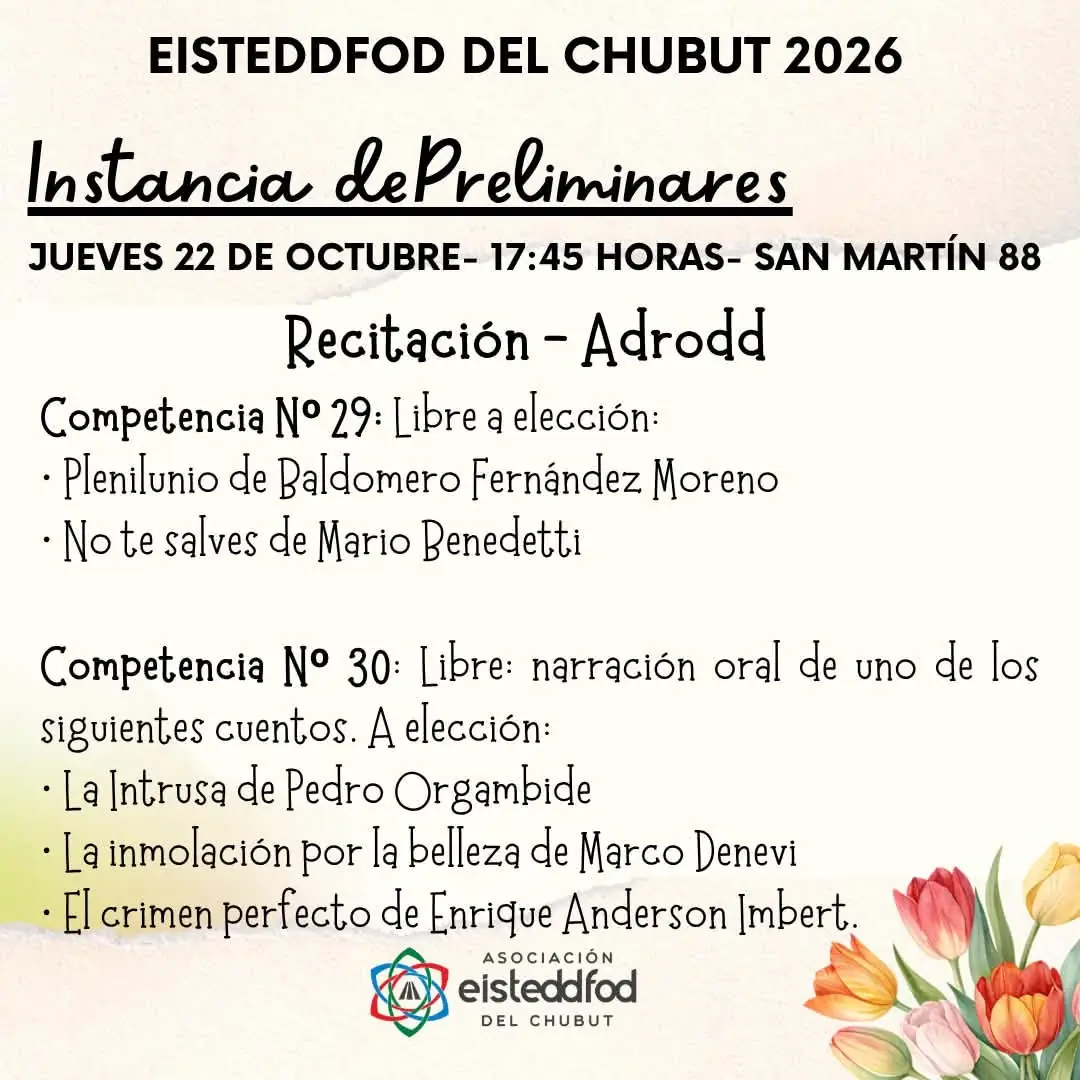 EISTEDDFOD DEL CHUBUT 2026
Instancia de Preliminares
JUEVES 22 DE OCTUBRE- 17:45 HORAS- SAN MARTÍN 88
Recitación - Adrodd
Competencia Nº 29: Libre a elección:
· Plenilunio de Baldomero Fernández Moreno
· No te salves de Mario Benedetti
Competencia Nº 30: Libre: narración oral de uno de los
siguientes cuentos. A elección:
· La Intrusa de Pedro Orgambide
· La inmolación por la belleza de Marco Denevi
· El crimen perfecto de Enrique Anderson Imbert.
ASOCIACIÓN
eisteddfod
DEL CHUBUT